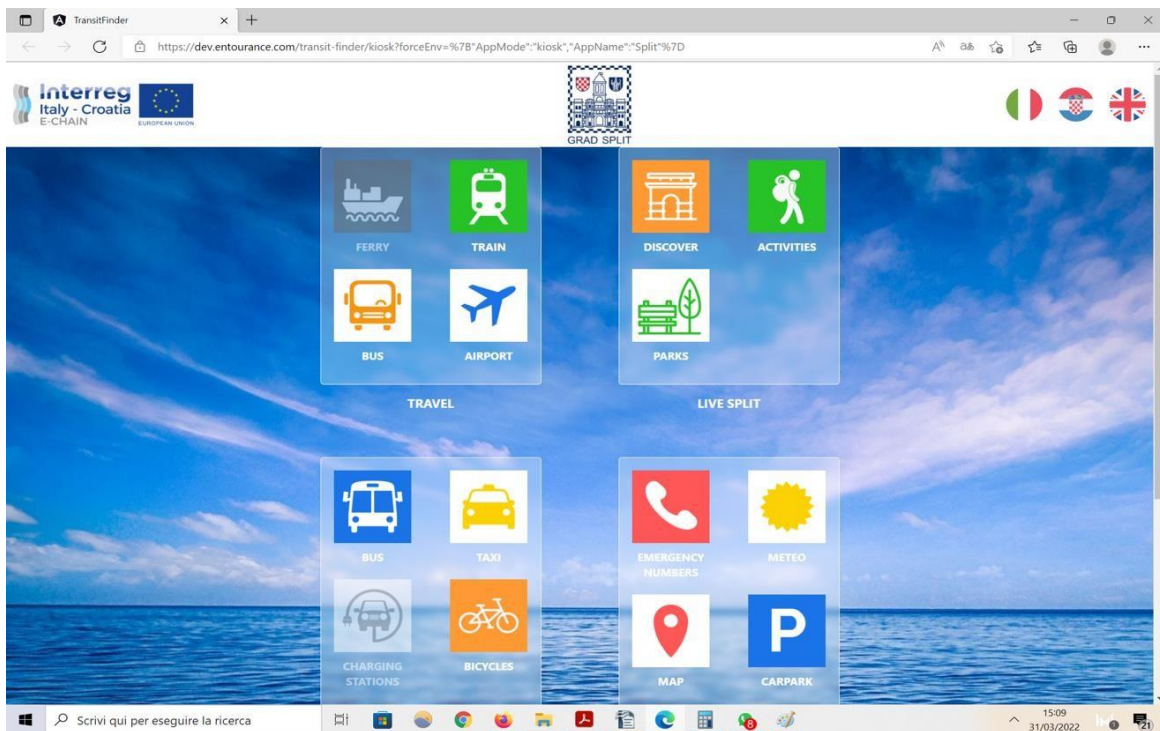 TransitFinder
https://dev.entourance.com/transit-finder/kiosk?forceEnv=%7B"AppMode":"kiosk","AppName":"Split"%7D
Interreg
Italy - Croatia
E-CHAIN
EUROPEAN UNION
GRAD SPLIT
FERRY
TRAIN
DISCOVER
ACTIVITIES
BUS
AIRPORT
PARKS
TRAVEL
LIVE SPLIT
BUS
TAXI
EMERGENCY
NUMBERS
METEO
CHARGING
STATIONS
BICYCLES
MAP
P
CARPARK
Scrivi qui per eseguire la ricerca
8
15:09
31/03/2022
21